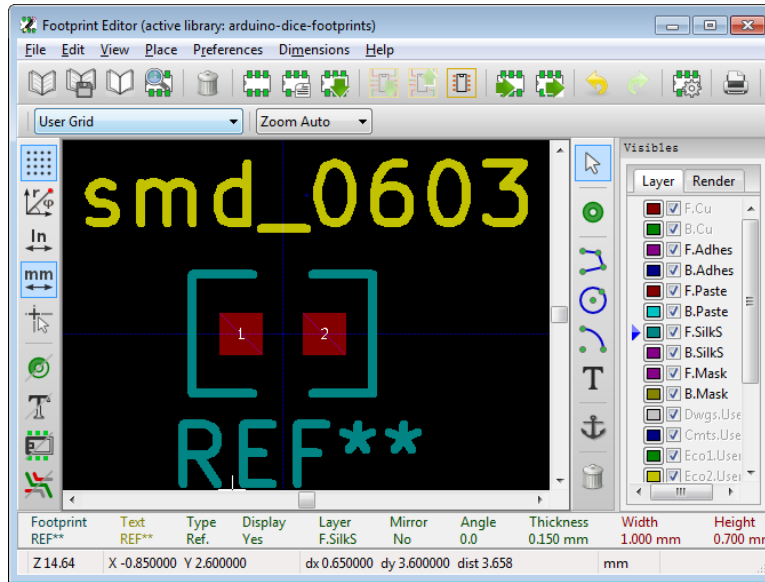 Footprint Editor (active library: arduino-dice-footprints)
File Edit View Place Preferences Dimensions Help
User Grid Zoom Auto
Visibles
Layer Render
F.Cu
B.Cu
F.Adhes
B.Adhes
F.Paste
B.Paste
F.SilkS
B.SilkS
F.Mask
B.Mask
Dwgs.Use
Cmts.Use
Eco1.User
Eco2.User
In
mm
smd_0603
1 2
REF**
T
Footprint Text Type Display Layer Mirror Angle Thickness Width Height
REF** REF** Ref. Yes F.SilkS No 0.0 0.150 mm 1.000 mm 0.700 mm
Z 14.64 X -0.850000 Y 2.600000 dx 0.650000 dy 3.600000 dist 3.658 mm